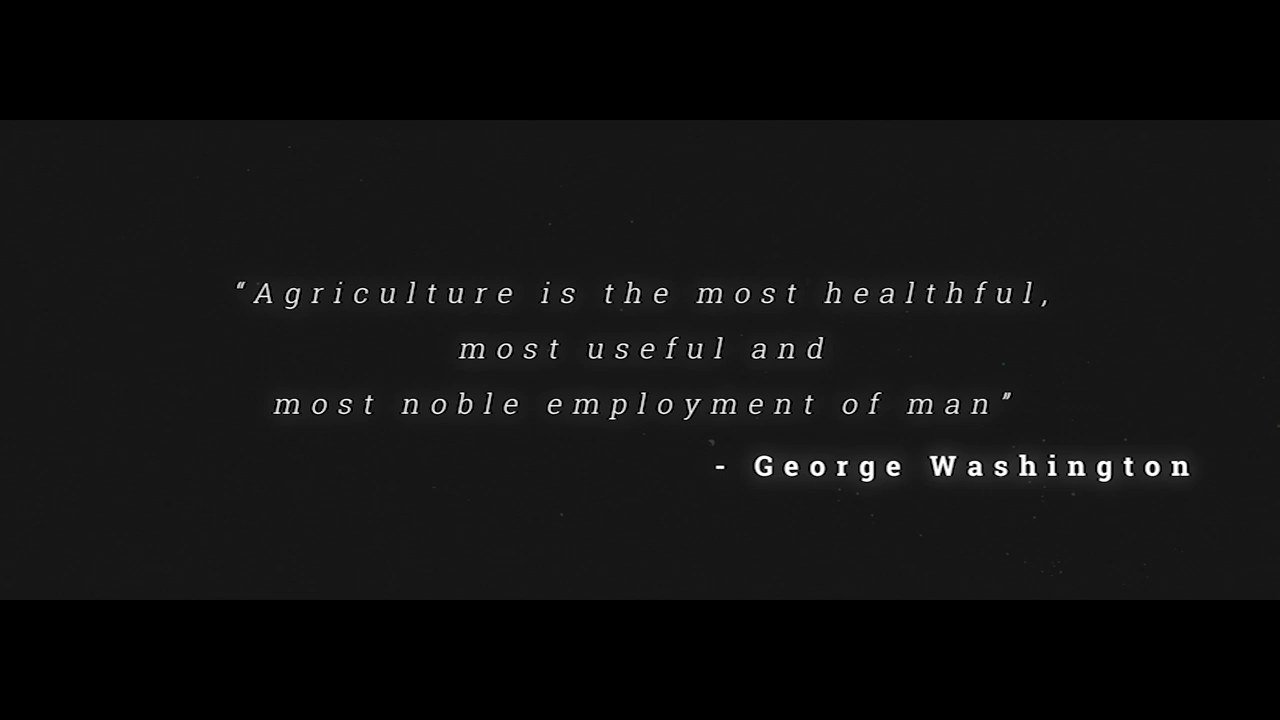 “Agriculture is the most healthful,
most useful and
most noble employment of man”
- George Washington